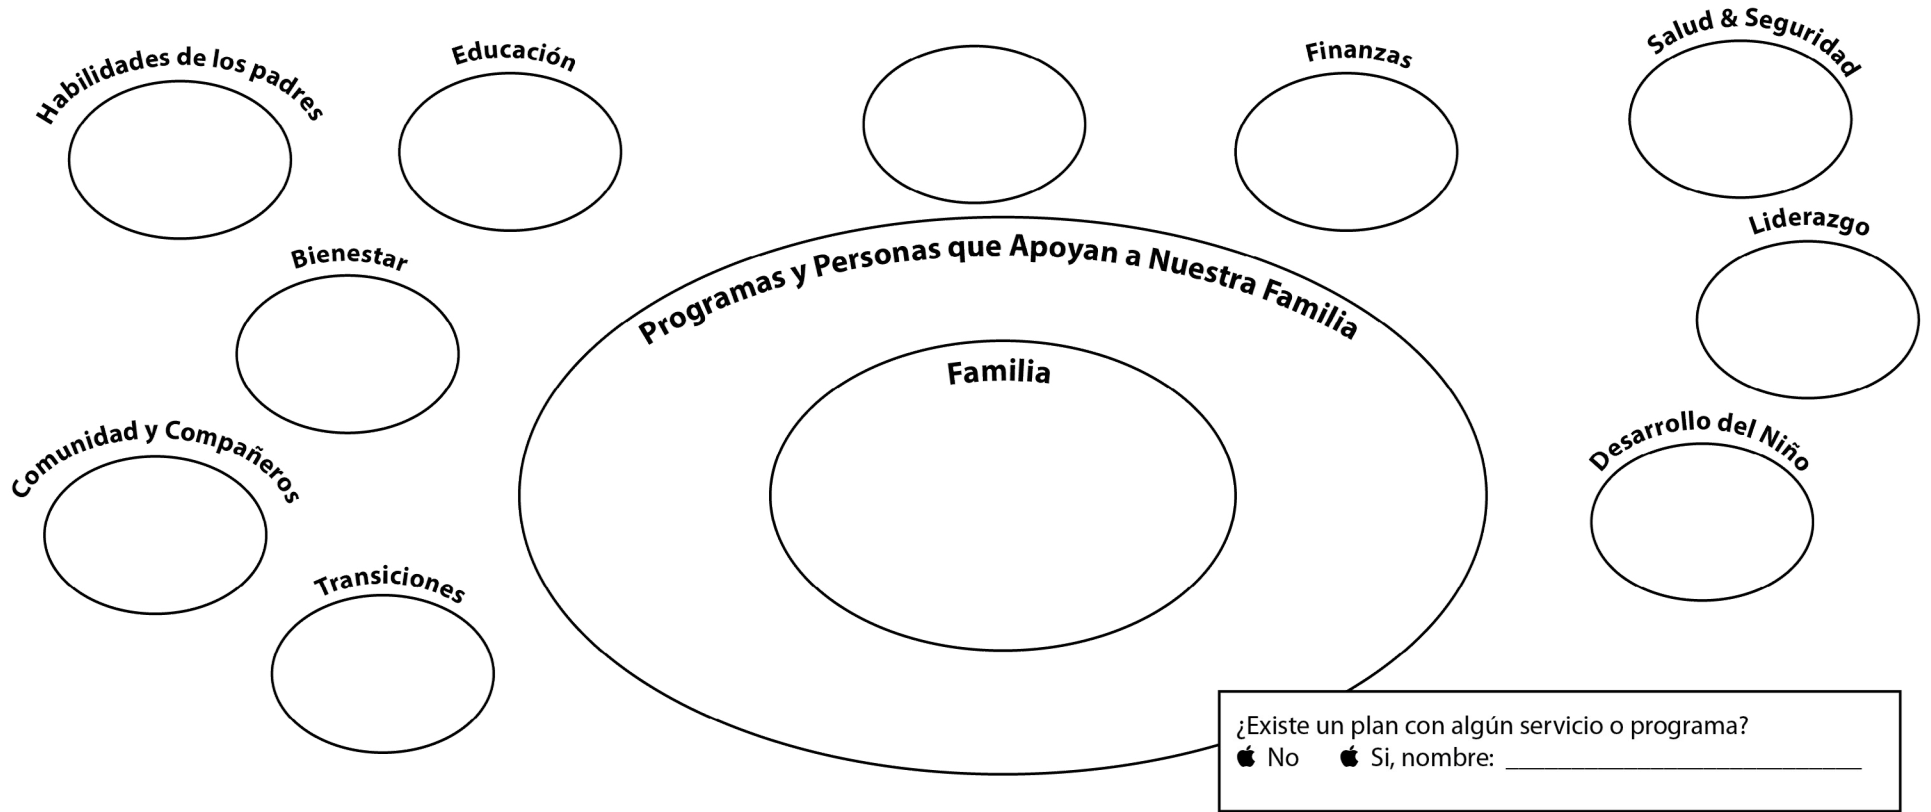 Habilidades de los padres
Educación
Finanzas
Salud & Seguridad
Bienestar
Liderazgo
Programas y Personas que Apoyan a Nuestra Familia
Familia
Comunidad y Compañeros
Desarrollo del Niño
Transiciones
¿Existe un plan con algún servicio o programa?
No Si, nombre: ____________________________